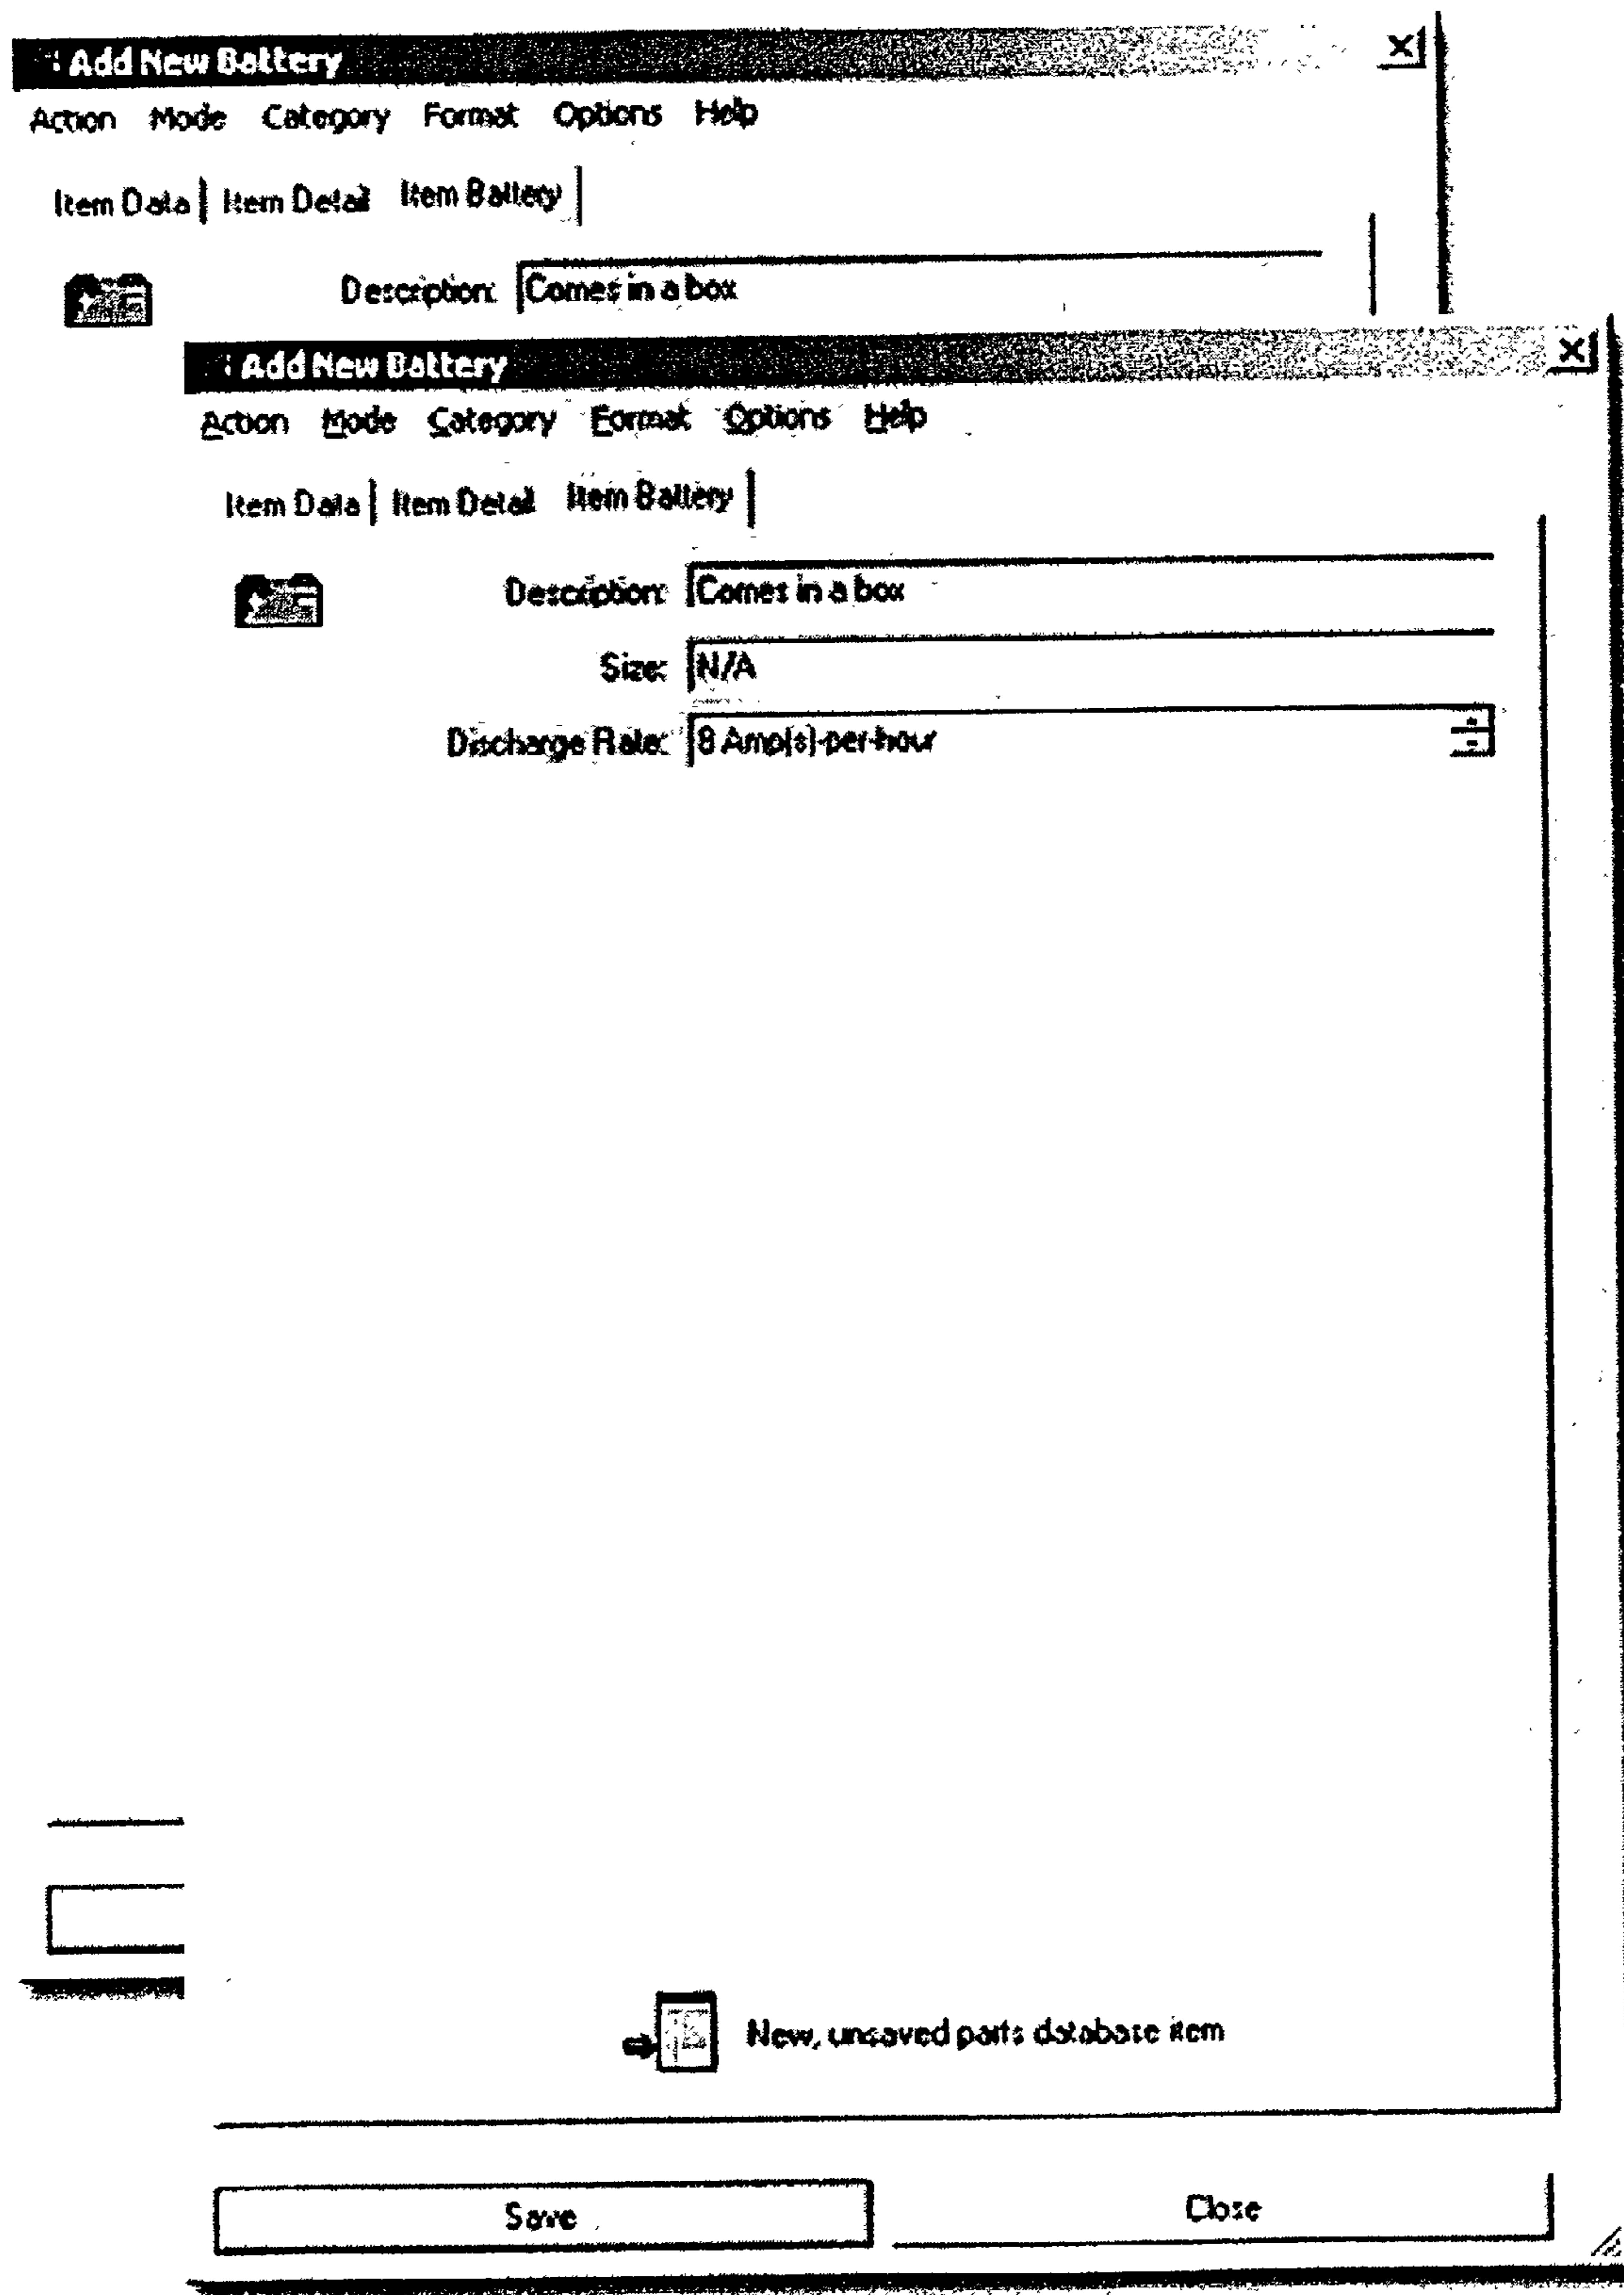 Add New Battery
Action Mode Category Format Options Help
Item Data Item Detail Item Battery
Description: Comes in a box
Add New Battery
Action Mode Category Format Options Help
Item Data Item Detail Item Battery
Description: Comes in a box
Size: N/A
Discharge Rate: 8 Amp(s)-per-hour
New, unsaved parts database item
Save Close